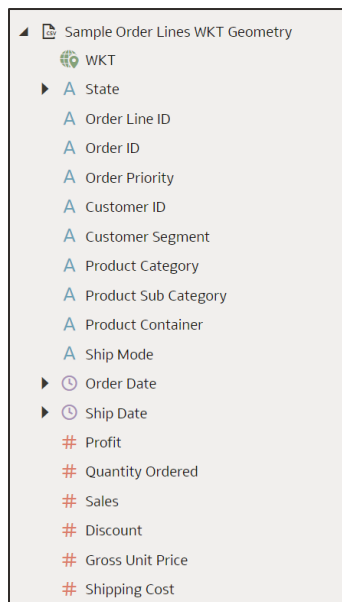 CSV Sample Order Lines WKT Geometry
WKT
A State
A Order Line ID
A Order ID
A Order Priority
A Customer ID
A Customer Segment
A Product Category
A Product Sub Category
A Product Container
A Ship Mode
Order Date
Ship Date
# Profit
# Quantity Ordered
# Sales
# Discount
# Gross Unit Price
# Shipping Cost